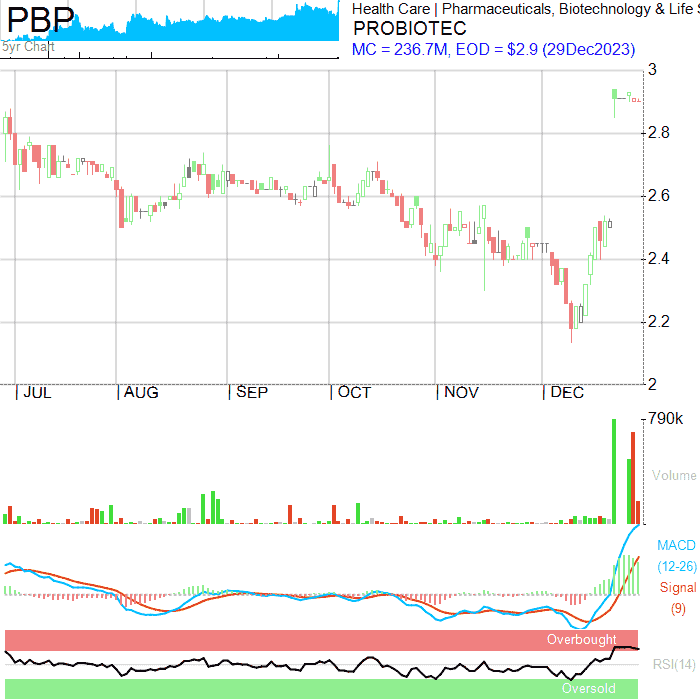 PBP
5yr Chart
Health Care | Pharmaceuticals, Biotechnology & Life S
PROBIOTEC
MC = 236.7M, EOD = $2.9 (29Dec2023)
3
2.8
2.6
2.4
2.2
2
JUL AUG SEP OCT NOV DEC
790k
Volume
MACD
(12-26)
Signal
(9)
Overbought
RSI(14)
Oversold